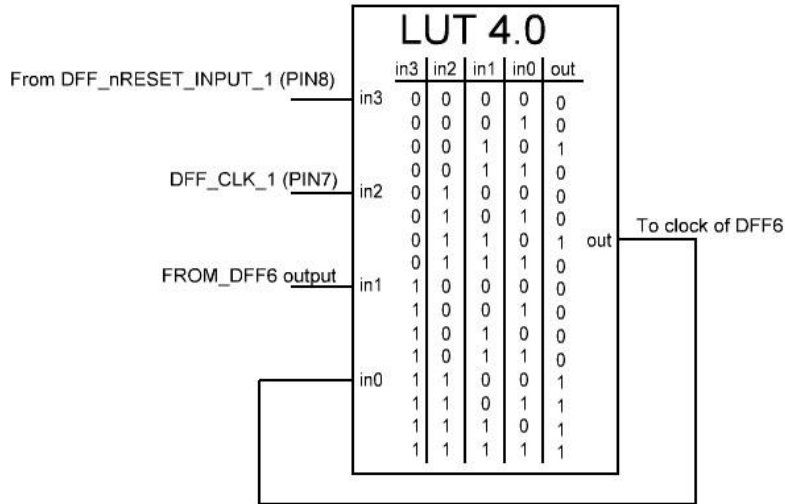 LUT 4.0
in3 in2 in1 in0 out
From DFF_nRESET_INPUT_1 (PIN8)
in3
0 0 0 0 0
0 0 0 1 0
0 0 1 0 1
0 0 1 1 0
DFF_CLK_1 (PIN7)
in2
0 1 0 0 0
0 1 0 1 0
0 1 1 0 1
0 1 1 1 0
out
To clock of DFF6
FROM_DFF6 output
in1
1 0 0 0 0
1 0 0 1 0
1 0 1 0 0
1 0 1 1 0
in0
1 1 0 0 1
1 1 0 1 1
1 1 1 0 1
1 1 1 1 1